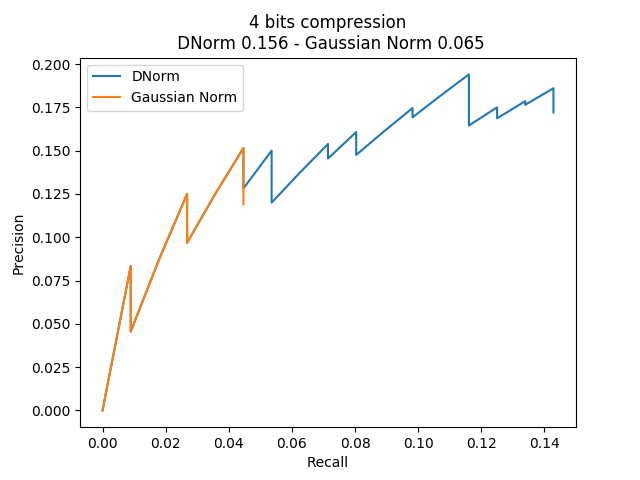 4 bits compression
DNorm 0.156 - Gaussian Norm 0.065
DNorm
Gaussian Norm
Precision
0.200
0.175
0.150
0.125
0.100
0.075
0.050
0.025
0.000
0.00 0.02 0.04 0.06 0.08 0.10 0.12 0.14
Recall